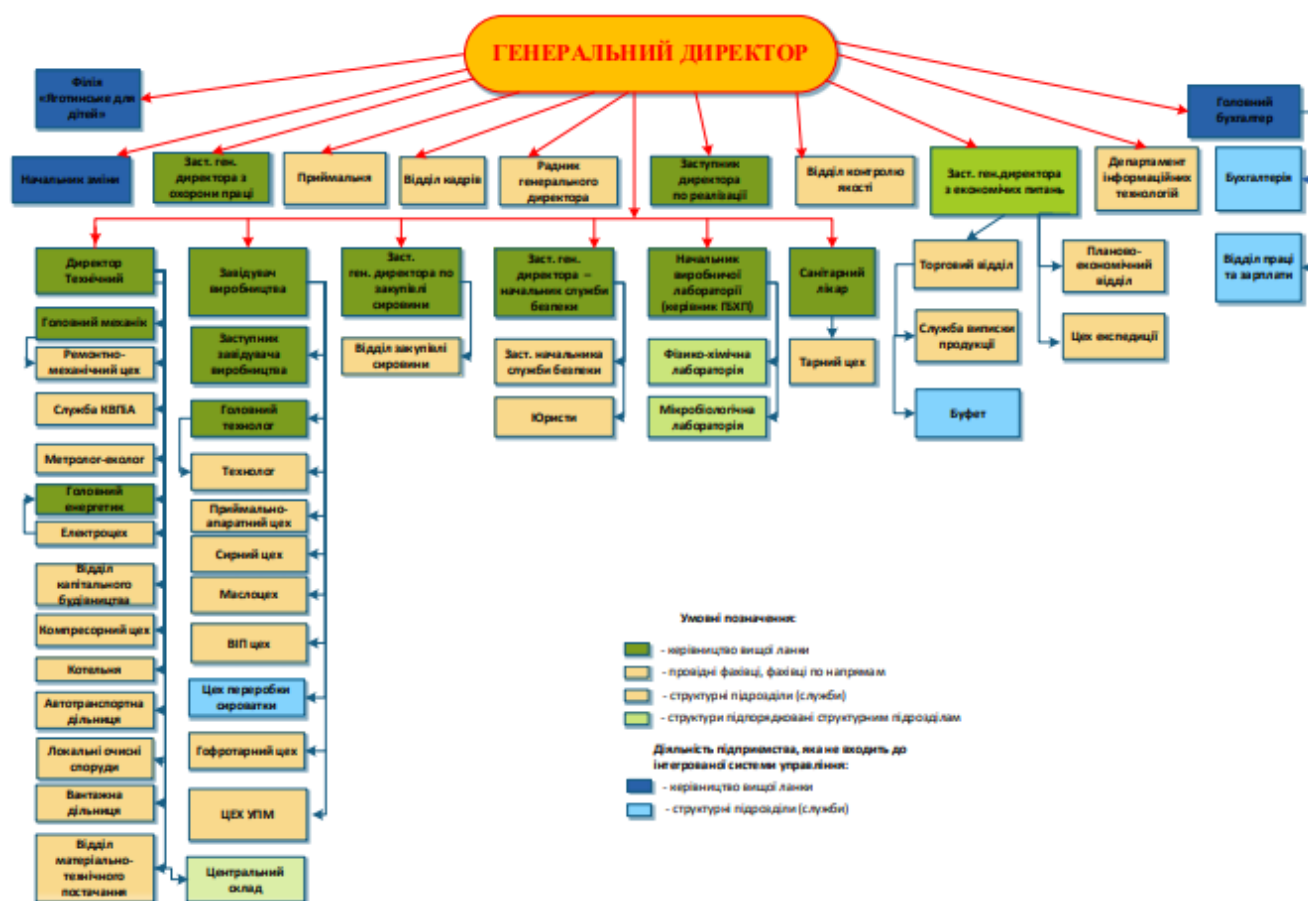 ГЕНЕРАЛЬНИЙ ДИРЕКТОР
Філія
«Яготинське для
дітей»
Головний
бухгалтер
Начальник зміни
Заст. ген.
директора з
охорони праці
Приймальня
Відділ кадрів
Радник
генерального
директора
Заступник
директора
по реалізації
Відділ контролю
якості
Заст. ген.директора
з економічих питань
Департамент
інформаційних
технологій
Бухгалтерія
Директор
Технічний
Завідувач
виробництва
Заст.
ген. директора по
закупівлі
сировини
Заст. ген.
директора –
начальник служби
безпеки
Начальник
виробничої
лабораторії
(керівник ГБХП)
Санітарний
лікар
Торговий відділ
Планово-
економічний
відділ
Відділ праці
та зарплати
Головний механік
Ремонтно-
механічний цех
Служба КВПіА
Метролог-еколог
Головний
енергетик
Електроцех
Відділ
капітального
будівництва
Компресорний цех
Котельня
Автотранспортна
дільниця
Локальні очисні
споруди
Вантажна
дільниця
Відділ
матеріально-
технічного
постачання
Заступник
завідувача
виробництва
Головний
технолог
Технолог
Приймально-
апаратний цех
Сирний цех
Маслоцех
ВІП цех
Цех переробки
сироватки
Гофротарний цех
ЦЕХ УПМ
Центральний
склад
Відділ закупівлі
сировини
Заст. начальника
служби безпеки
Юристи
Фізико-хімічна
лабораторія
Мікробіологічна
лабораторія
Тарний цех
Служба виписки
продукції
Буфет
Цех експедиції
Умовні позначення:
- керівництво вищої ланки
- провідні фахівці, фахівці по напрямам
- структурні підрозділи (служби)
- структури підпорядковані структурним підрозділам
Діяльність підприємства, яка не входить до
інтегрованої системи управління:
- керівництво вищої ланки
- структурні підрозділи (служби)